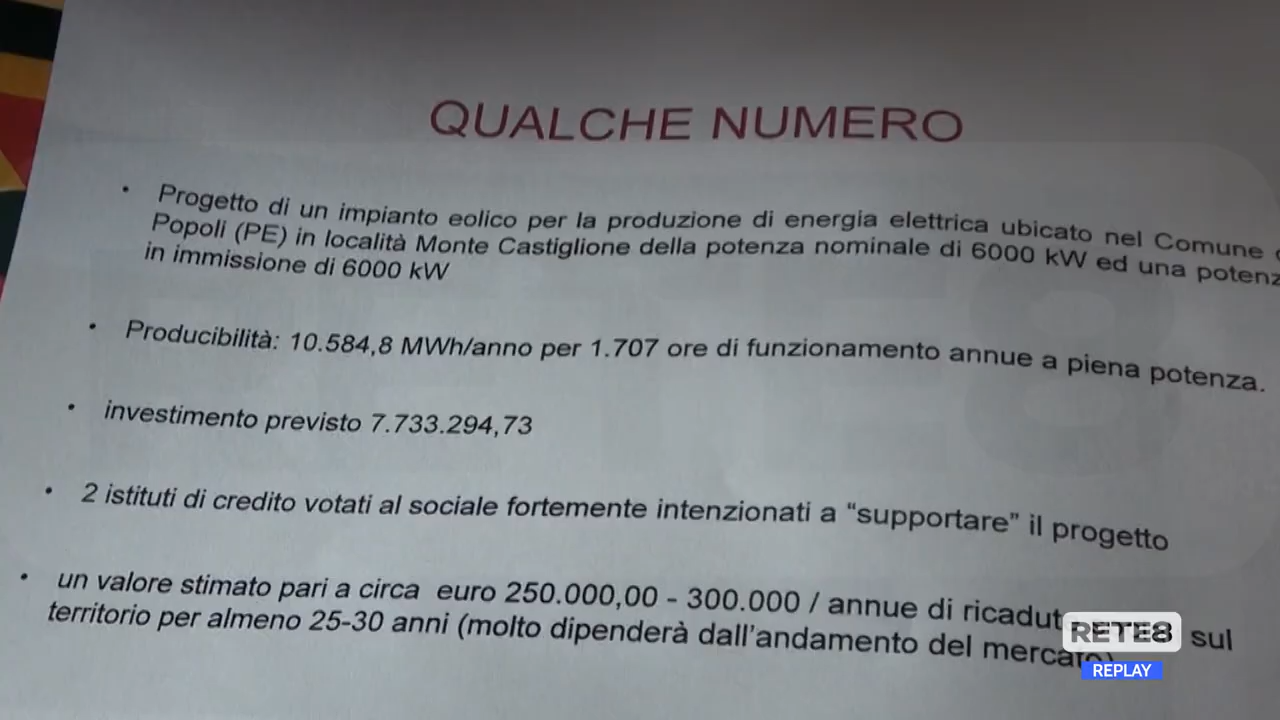 QUALCHE NUMERO
• Progetto di un impianto eolico per la produzione di energia elettrica ubicato nel Comune
Popoli (PE) in località Monte Castiglione della potenza nominale di 6000 kW ed una potenz
in immissione di 6000 kW
• Producibilità: 10.584,8 MWh/anno per 1.707 ore di funzionamento annue a piena potenza.
• investimento previsto 7.733.294,73
• 2 istituti di credito votati al sociale fortemente intenzionati a “supportare” il progetto
• un valore stimato pari a circa euro 250.000,00 - 300.000 / annue di ricadut sul
territorio per almeno 25-30 anni (molto dipenderà dall’andamento del mercato)
RETE8
REPLAY